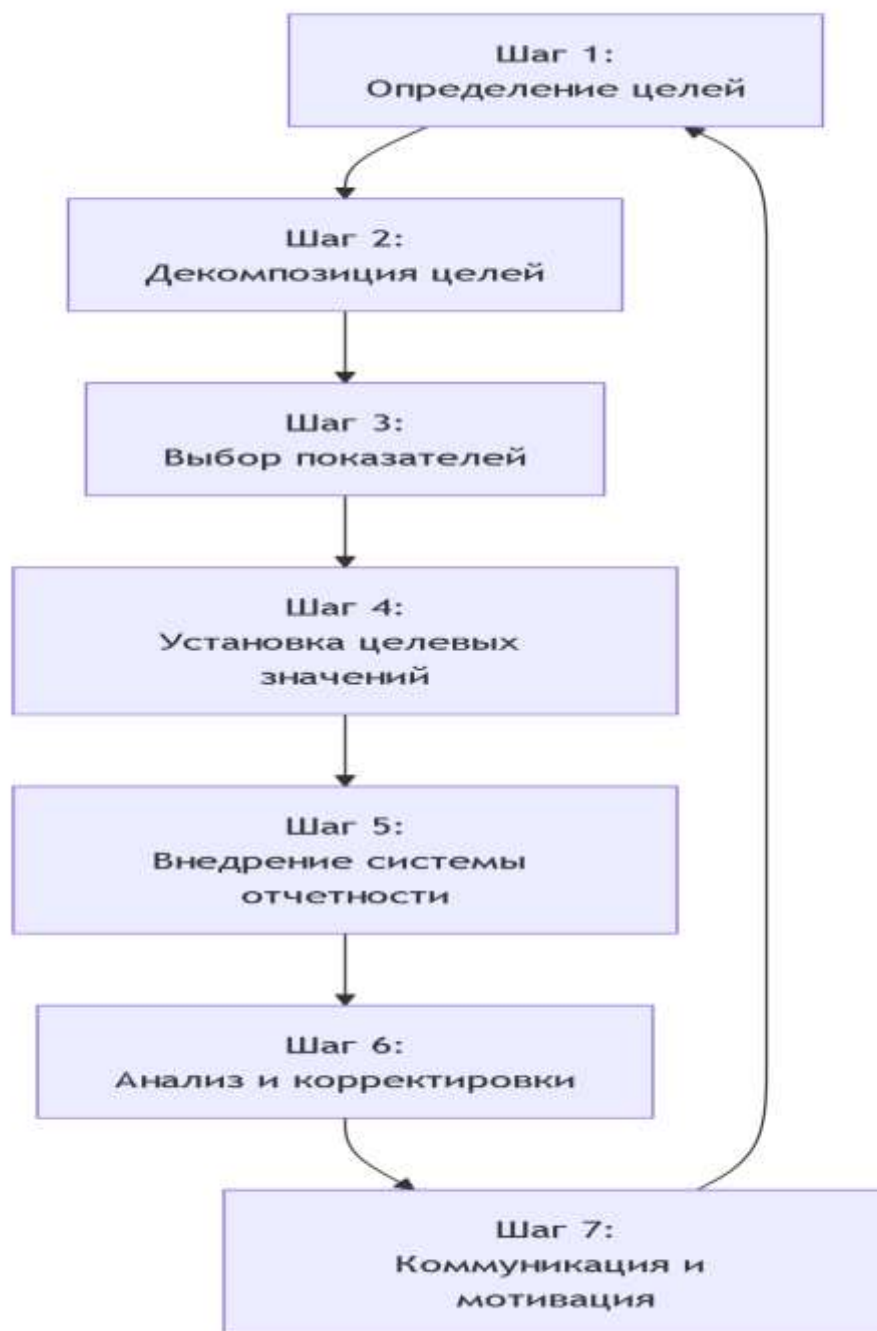 Шаг 1:
Определение целей
Шаг 2:
Декомпозиция целей
Шаг 3:
Выбор показателей
Шаг 4:
Установка целевых
значений
Шаг 5:
Внедрение системы
отчетности
Шаг 6:
Анализ и корректировки
Шаг 7:
Коммуникация и
мотивация